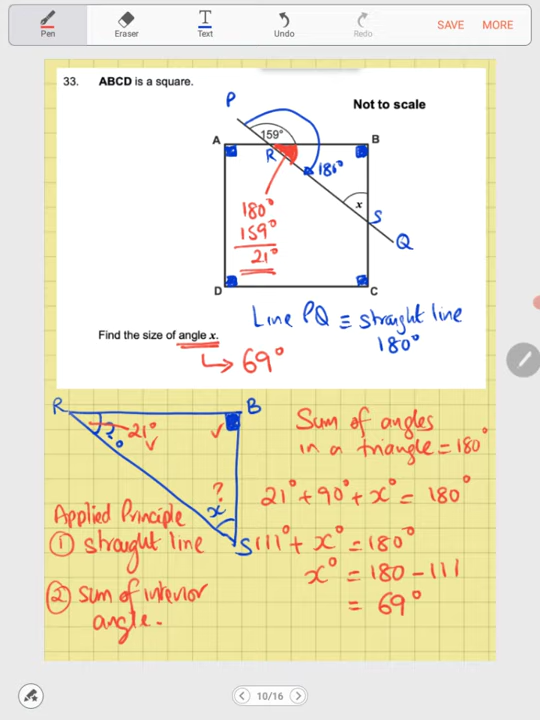 Pen
Eraser
Text
Undo
Redo
SAVE
MORE
33. ABCD is a square.
Not to scale
P
A
159°
B
R
180°
x
S
Q
180°
159°
21°
D
C
Line PQ ≡ straught line
180°
Find the size of angle x.
↳ 69°
R
B
21°
?°
?
x
S
Sum of angles
in a triangle = 180°
21° + 90° + x° = 180°
111° + x° = 180°
x° = 180 - 111
= 69°
Applied Principle
① straught line
② sum of interior
angle.
10/16